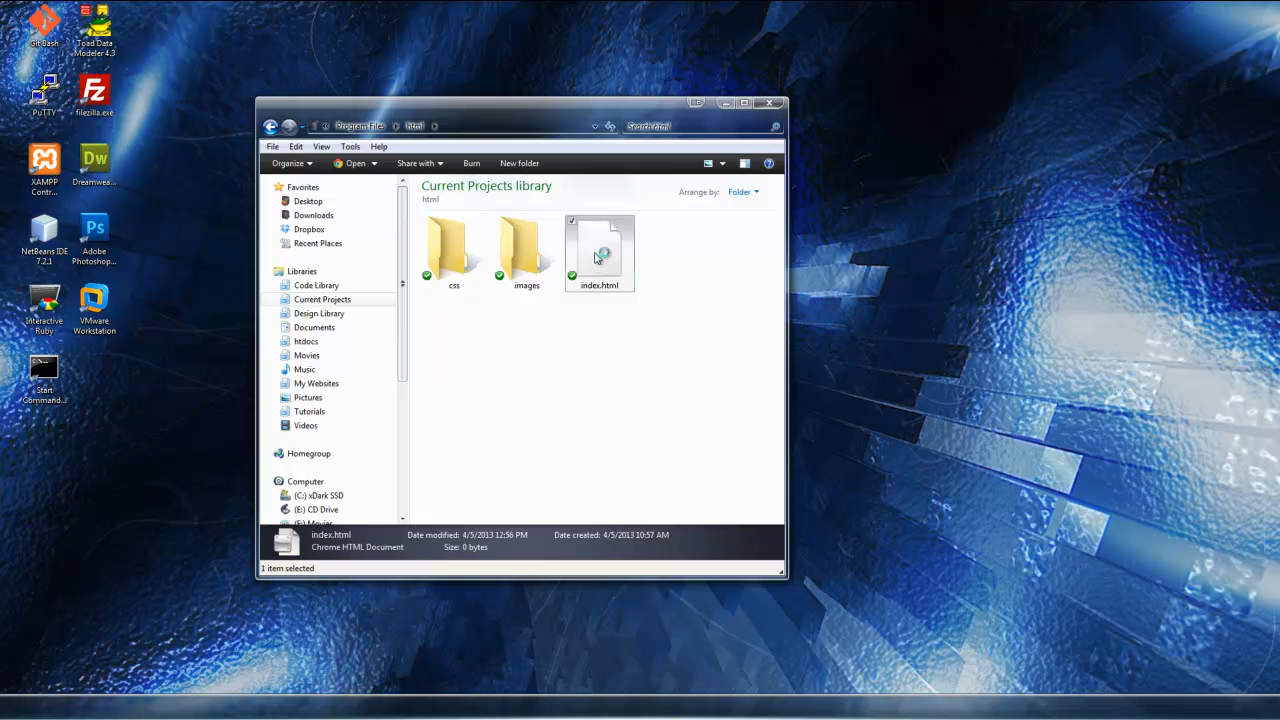 Git Bash
Toad Data
Modeler 4.3
PuTTY
filezilla.exe
XAMPP
Contr...
Dreamwea...
NetBeans IDE
7.2.1
Adobe
Photoshop...
Interactive
Ruby
VMware
Workstation
Start
Command...
Program Files
html
Search html
File Edit View Tools Help
Organize Open Share with Burn New folder
Favorites
Desktop
Downloads
Dropbox
Recent Places
Libraries
Code Library
Current Projects
Design Library
Documents
htdocs
Movies
Music
My Websites
Pictures
Tutorials
Videos
Homegroup
Computer
(C:) xDark SSD
(E:) CD Drive
(F:) Movies
Current Projects library
html
Arrange by: Folder
css
images
index.html
index.html Date modified: 4/5/2013 12:56 PM Date created: 4/5/2013 10:57 AM
Chrome HTML Document Size: 0 bytes
1 item selected